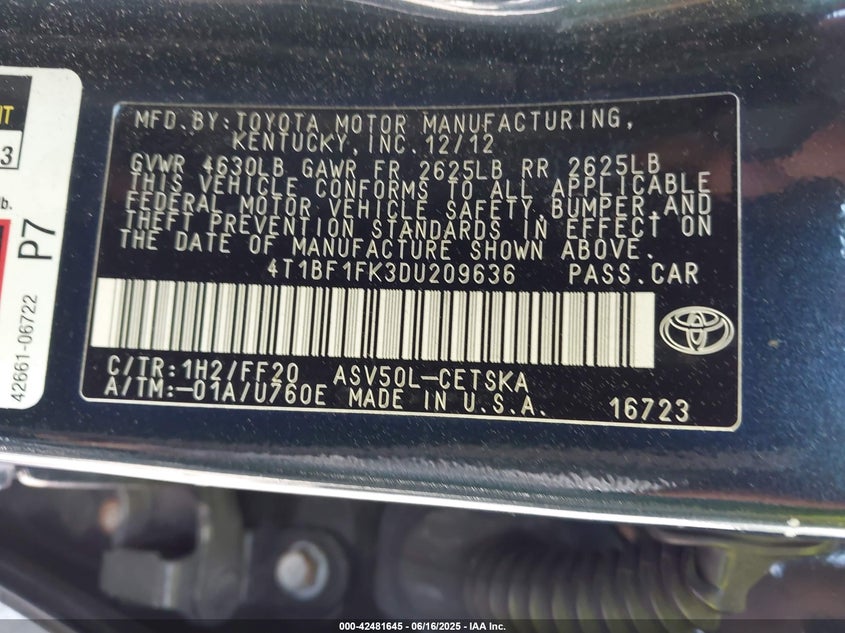 MFD.BY:TOYOTA MOTOR MANUFACTURING,
KENTUCKY, INC. 12/12
GVWR 4630LB GAWR FR 2625LB RR 2625LB
THIS VEHICLE CONFORMS TO ALL APPLICABLE
FEDERAL MOTOR VEHICLE SAFETY, BUMPER, AND
THEFT PREVENTION STANDARDS IN EFFECT ON
THE DATE OF MANUFACTURE SHOWN ABOVE.
4T1BF1FK3DU209636 PASS.CAR
C/TR:1H2/FF20 ASV50L-CETSKA
A/TM:-01A/U760E MADE IN U.S.A. 16723
IT
3
b.
P7
42661-06722
000-42481645 - 06/16/2025 - IAA Inc.